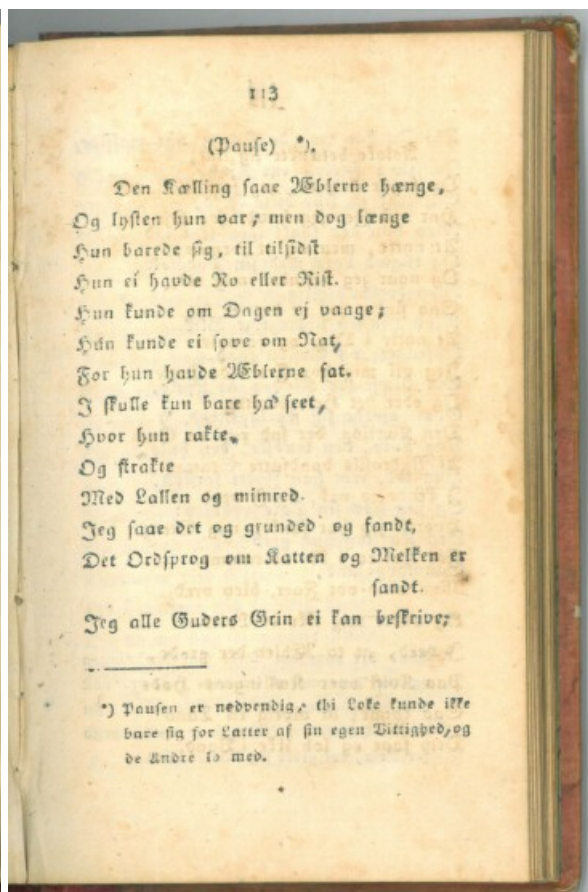 113
(Pause) *).
Den Kælling saae Æblerne hænge,
Og lysten hun var; men dog længe
Hun barede sig, til tilsidst
Hun ei havde Ro eller Rist.
Hun kunde om Dagen ej vaage;
Hun kunde ei sove om Nat,
For hun havde Æblerne fat.
I skulle kun bare ha' seet,
Hvor hun rakte,
Og strakte
Med Lallen og mimred.
Jeg saae det og grunded og fandt,
Det Ordsprog om Katten og Melken er
sandt.
Jeg alle Guders Grin ei kan beskrive;
*) Pausen er nødvendig, thi Loke kunde ikke
bare sig for Latter af sin egen Vittighed, og
de Andre lo med.